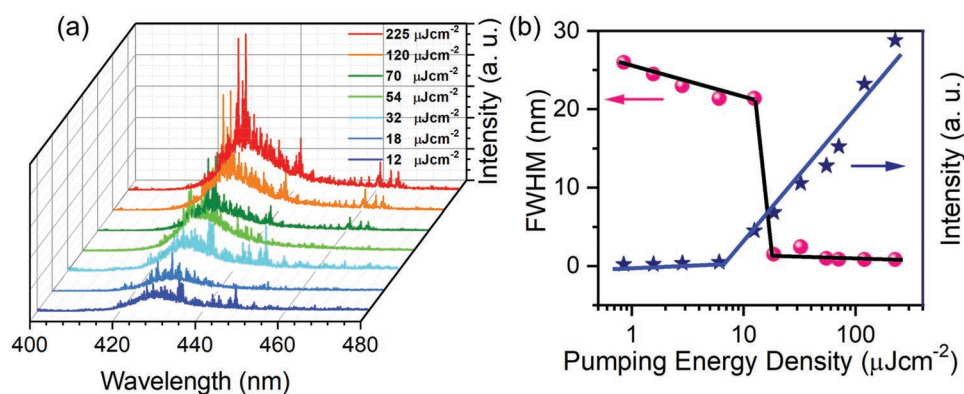 (a)
225 μJcm-2
120 μJcm-2
70 μJcm-2
54 μJcm-2
32 μJcm-2
18 μJcm-2
12 μJcm-2
Intensity (a. u.)
400 420 440 460 480
Wavelength (nm)
(b)
30
20
10
0
FWHM (nm)
Intensity (a. u.)
1 10 100
Pumping Energy Density (μJcm-2)